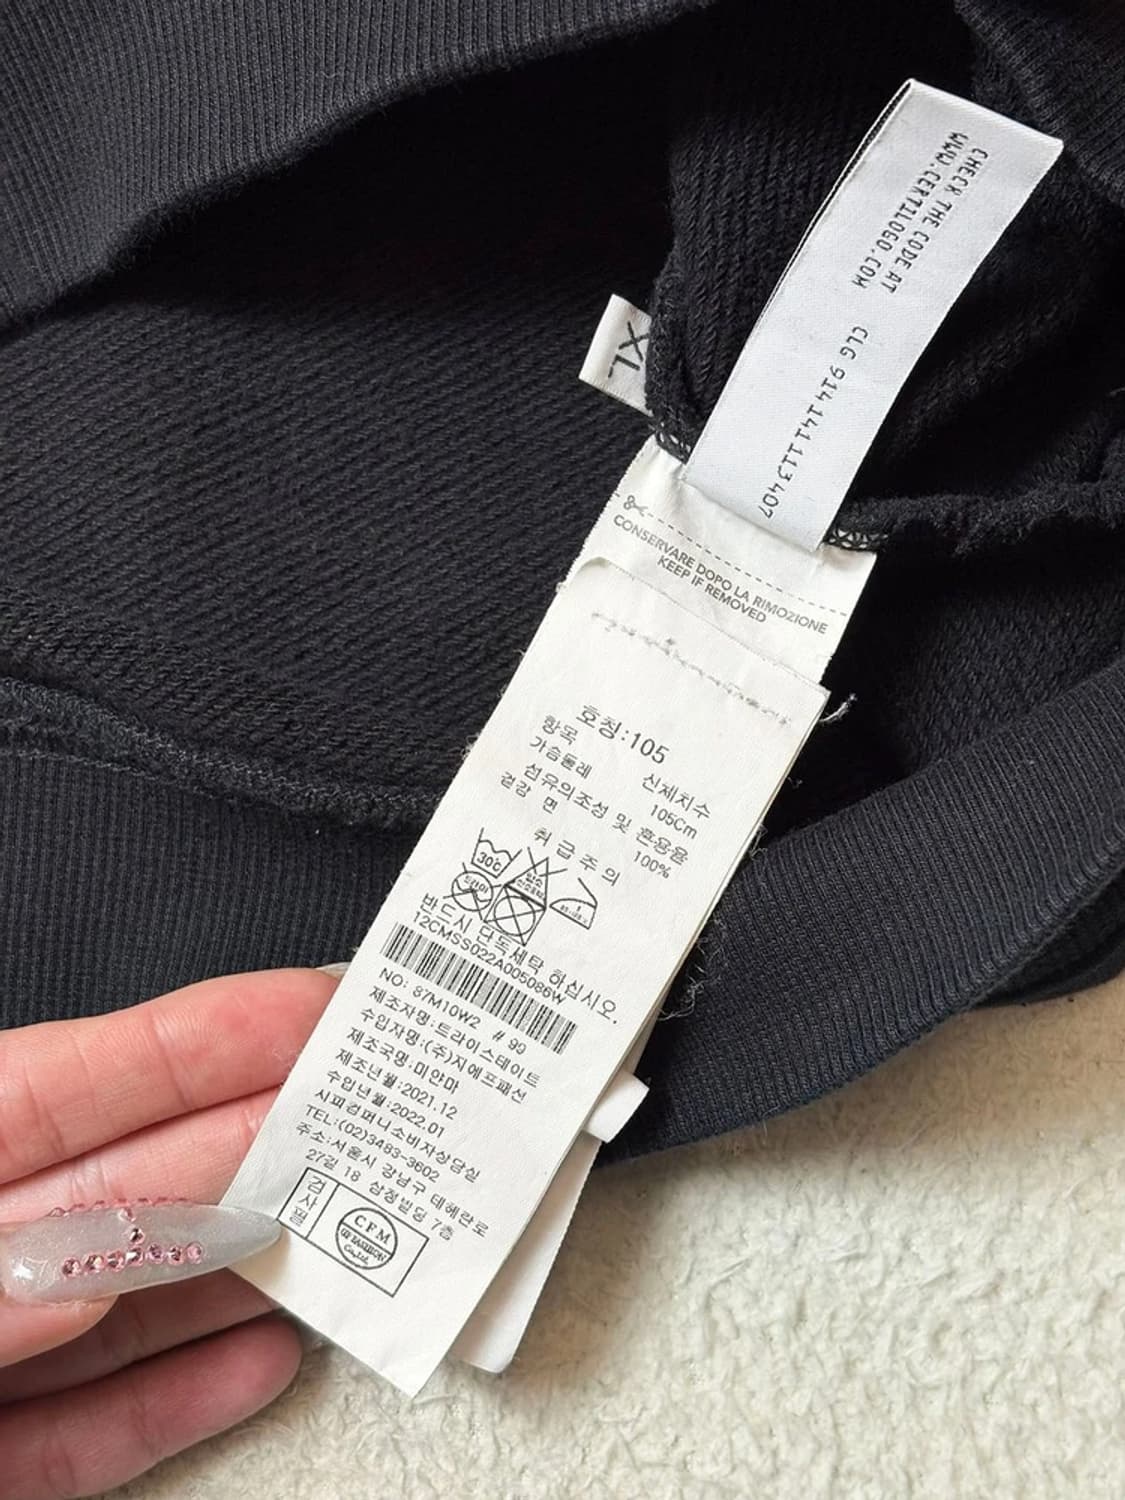 CHECK THE CODE AT
WWW.CERTILOGO.COM
CLG 914141113407
XL
CONSERVARE DOPO LA RIMOZIONE
KEEP IF REMOVED
호칭:105
항목 신체치수
가슴둘레 105Cm
섬유의조성 및 혼용율
겉감 면 100%
취급주의
30℃
반드시 단독세탁 하십시오.
12CMSS022A005086W
NO: 87M10W2 # 99
제조자명:트라이스테이트
수입자명:(주)지에프패션
제조국명:미얀마
제조년월:2021.12
수입년월:2022.01
시피컴퍼니소비자상담실
TEL:(02)3483-3602
주소:서울시 강남구 테헤란로
27길 18 삼정빌딩 7층
검사필
C F M
GF FASHION
Co.,Ltd.